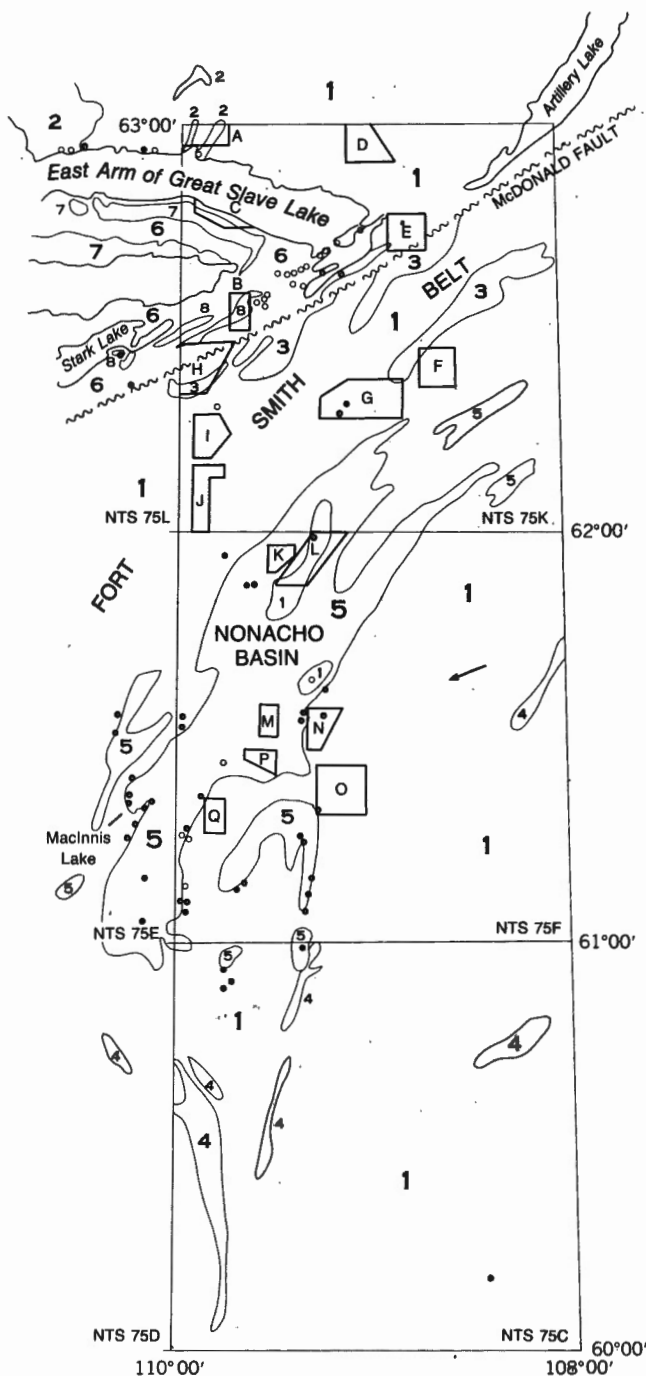 2
1
Artillery Lake
2
63°00'
2 2
A
D
6
East Arm of Great Slave Lake
1
McDONALD FAULT
7
7
C
6
E
6
3
7
BELT
3
B
8
1
6
8
Stark Lake
3
8
H
F
6
3
SMITH
G
5
I
5
1
J
NTS 75L
NTS 75K
62°00'
K
L
FORT
1
1
5
NONACHO
BASIN
1
4
M
N
5
P
O
Q
MacInnis
Lake
5
5
1
5
NTS 75E
5
NTS 75F
61°00'
5
4
1
4
4
4
4
4
1
NTS 75D
NTS 75C
60°00'
110°00'
108°00'